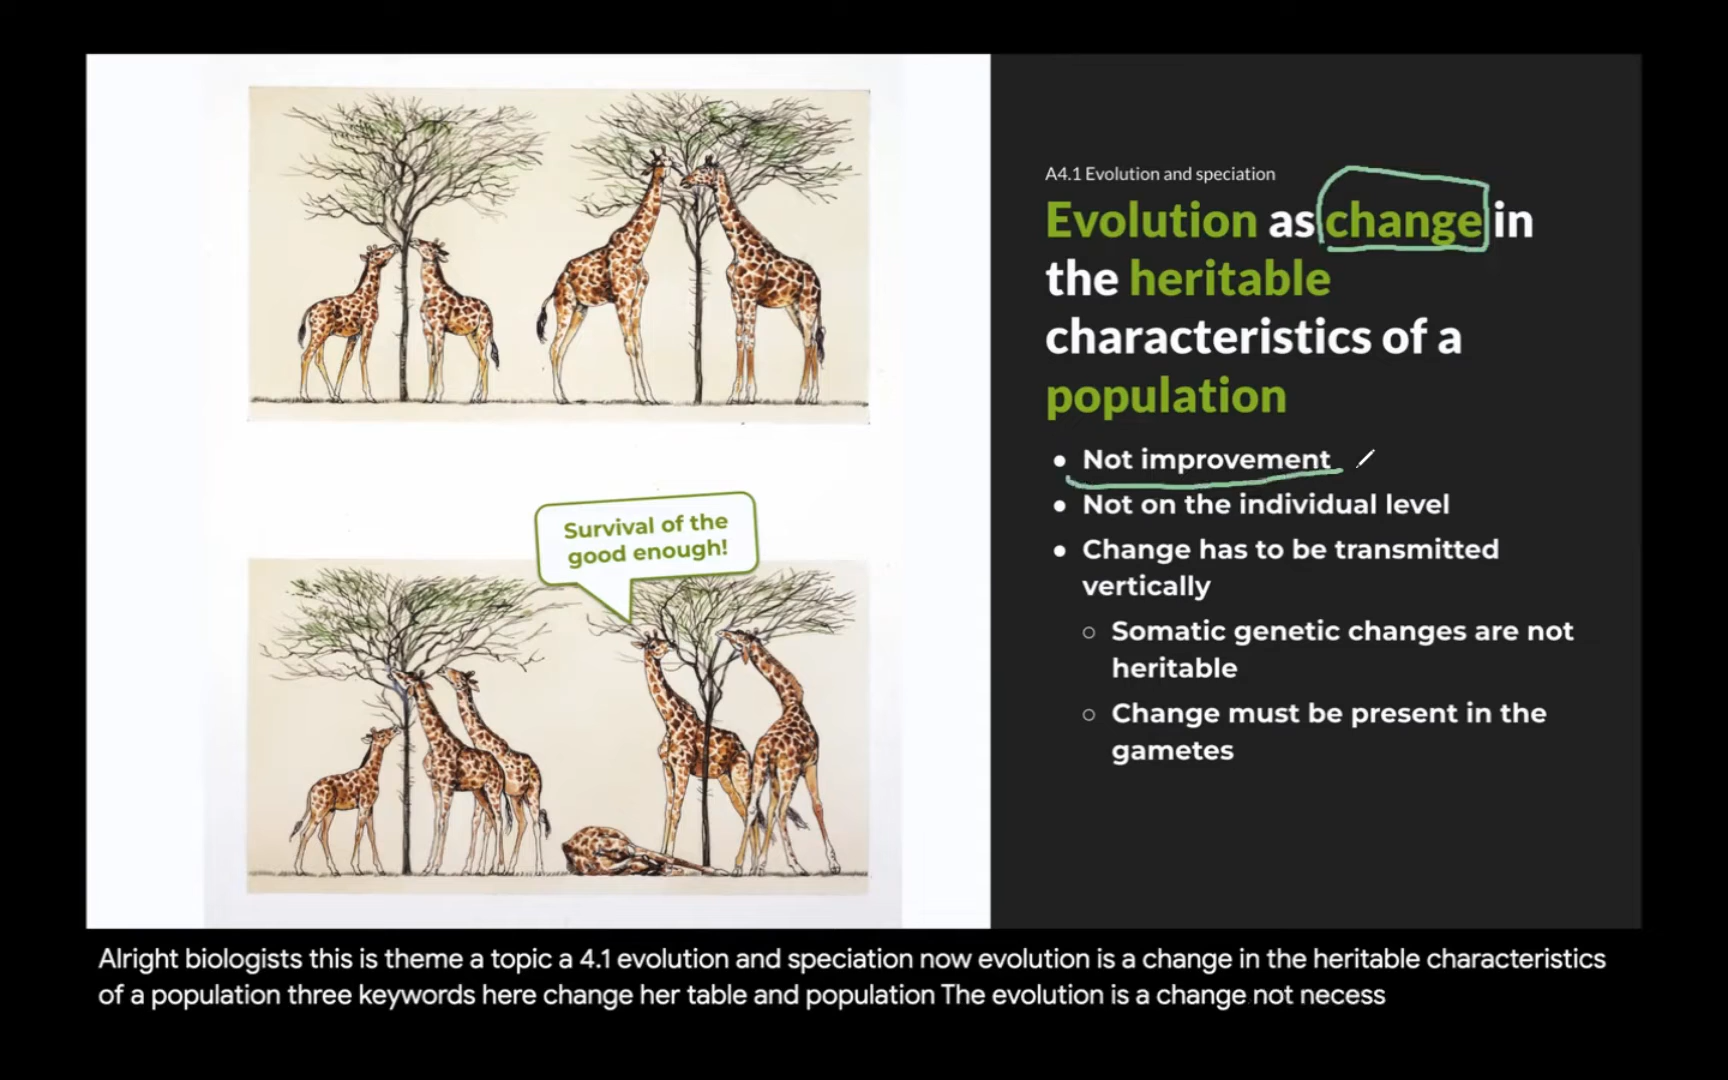 A4.1 Evolution and speciation
Evolution as change in
the heritable
characteristics of a
population
● Not improvement
● Not on the individual level
● Change has to be transmitted
vertically
○ Somatic genetic changes are not
heritable
○ Change must be present in the
gametes
Survival of the
good enough!
Alright biologists this is theme a topic a 4.1 evolution and speciation now evolution is a change in the heritable characteristics
of a population three keywords here change her table and population The evolution is a change not necess